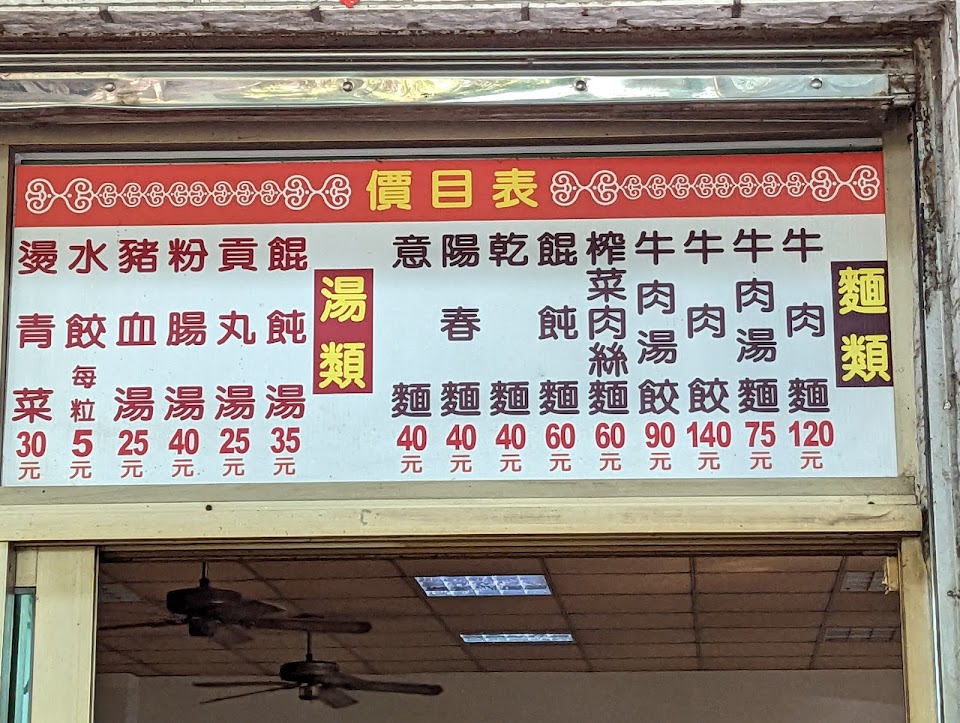 價目表
麵類
牛肉麵 120元
牛肉湯麵 75元
牛肉餃 140元
牛肉湯餃 90元
榨菜肉絲麵 60元
餛飩麵 60元
乾麵 40元
陽春麵 40元
意麵 40元
湯類
餛飩湯 35元
貢丸湯 25元
粉腸湯 40元
豬血湯 25元
水餃每粒 5元
燙青菜 30元